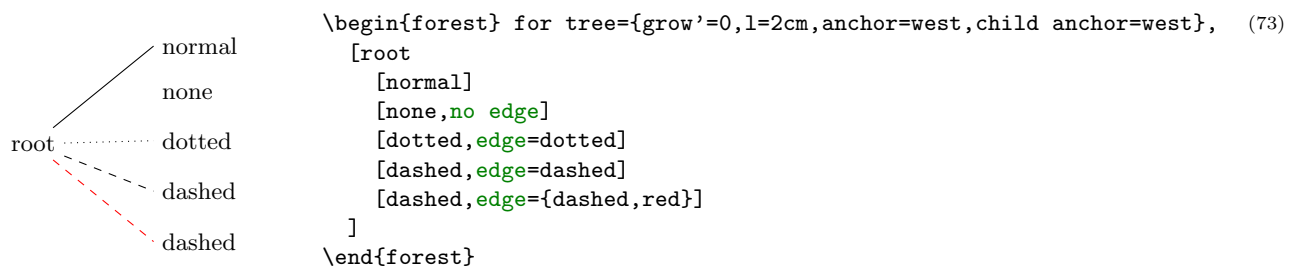 normal
none
root
dotted
dashed
dashed
\begin{forest} for tree={grow’=0,l=2cm,anchor=west,child anchor=west}, (73)
[root
[normal]
[none,no edge]
[dotted,edge=dotted]
[dashed,edge=dashed]
[dashed,edge={dashed,red}]
]
\end{forest}